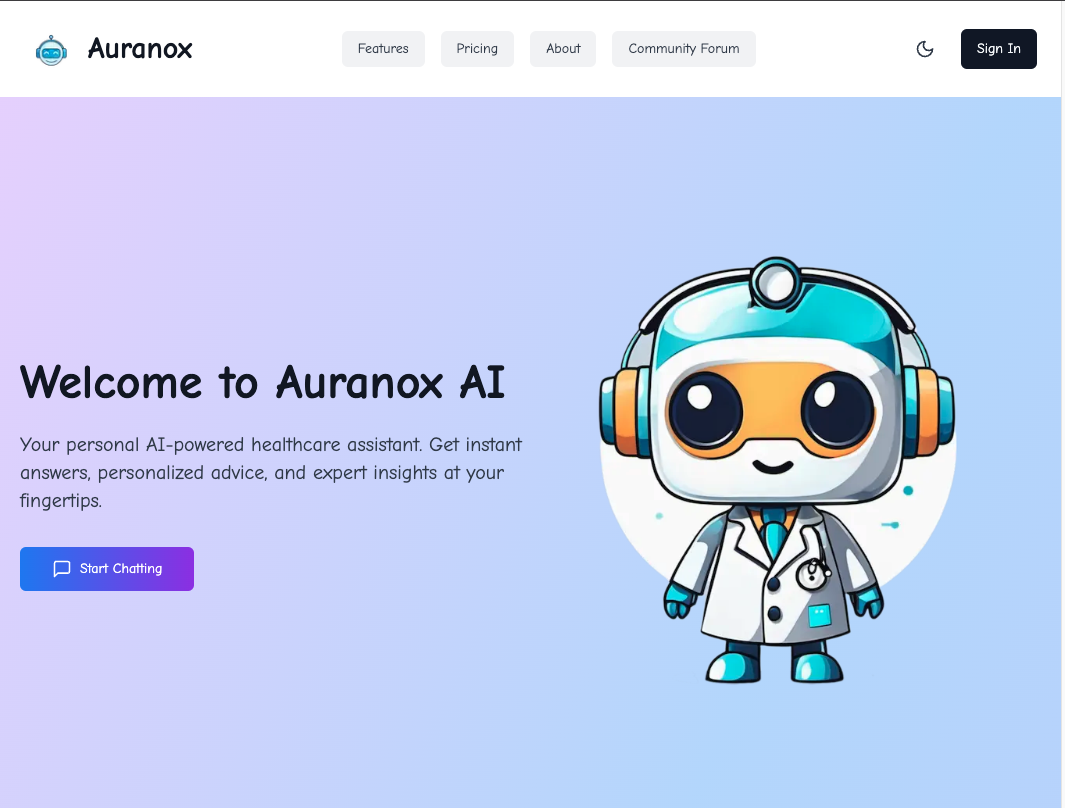 Auranox
Features
Pricing
About
Community Forum
Sign In
Welcome to Auranox AI
Your personal AI-powered healthcare assistant. Get instant
answers, personalized advice, and expert insights at your
fingertips.
Start Chatting